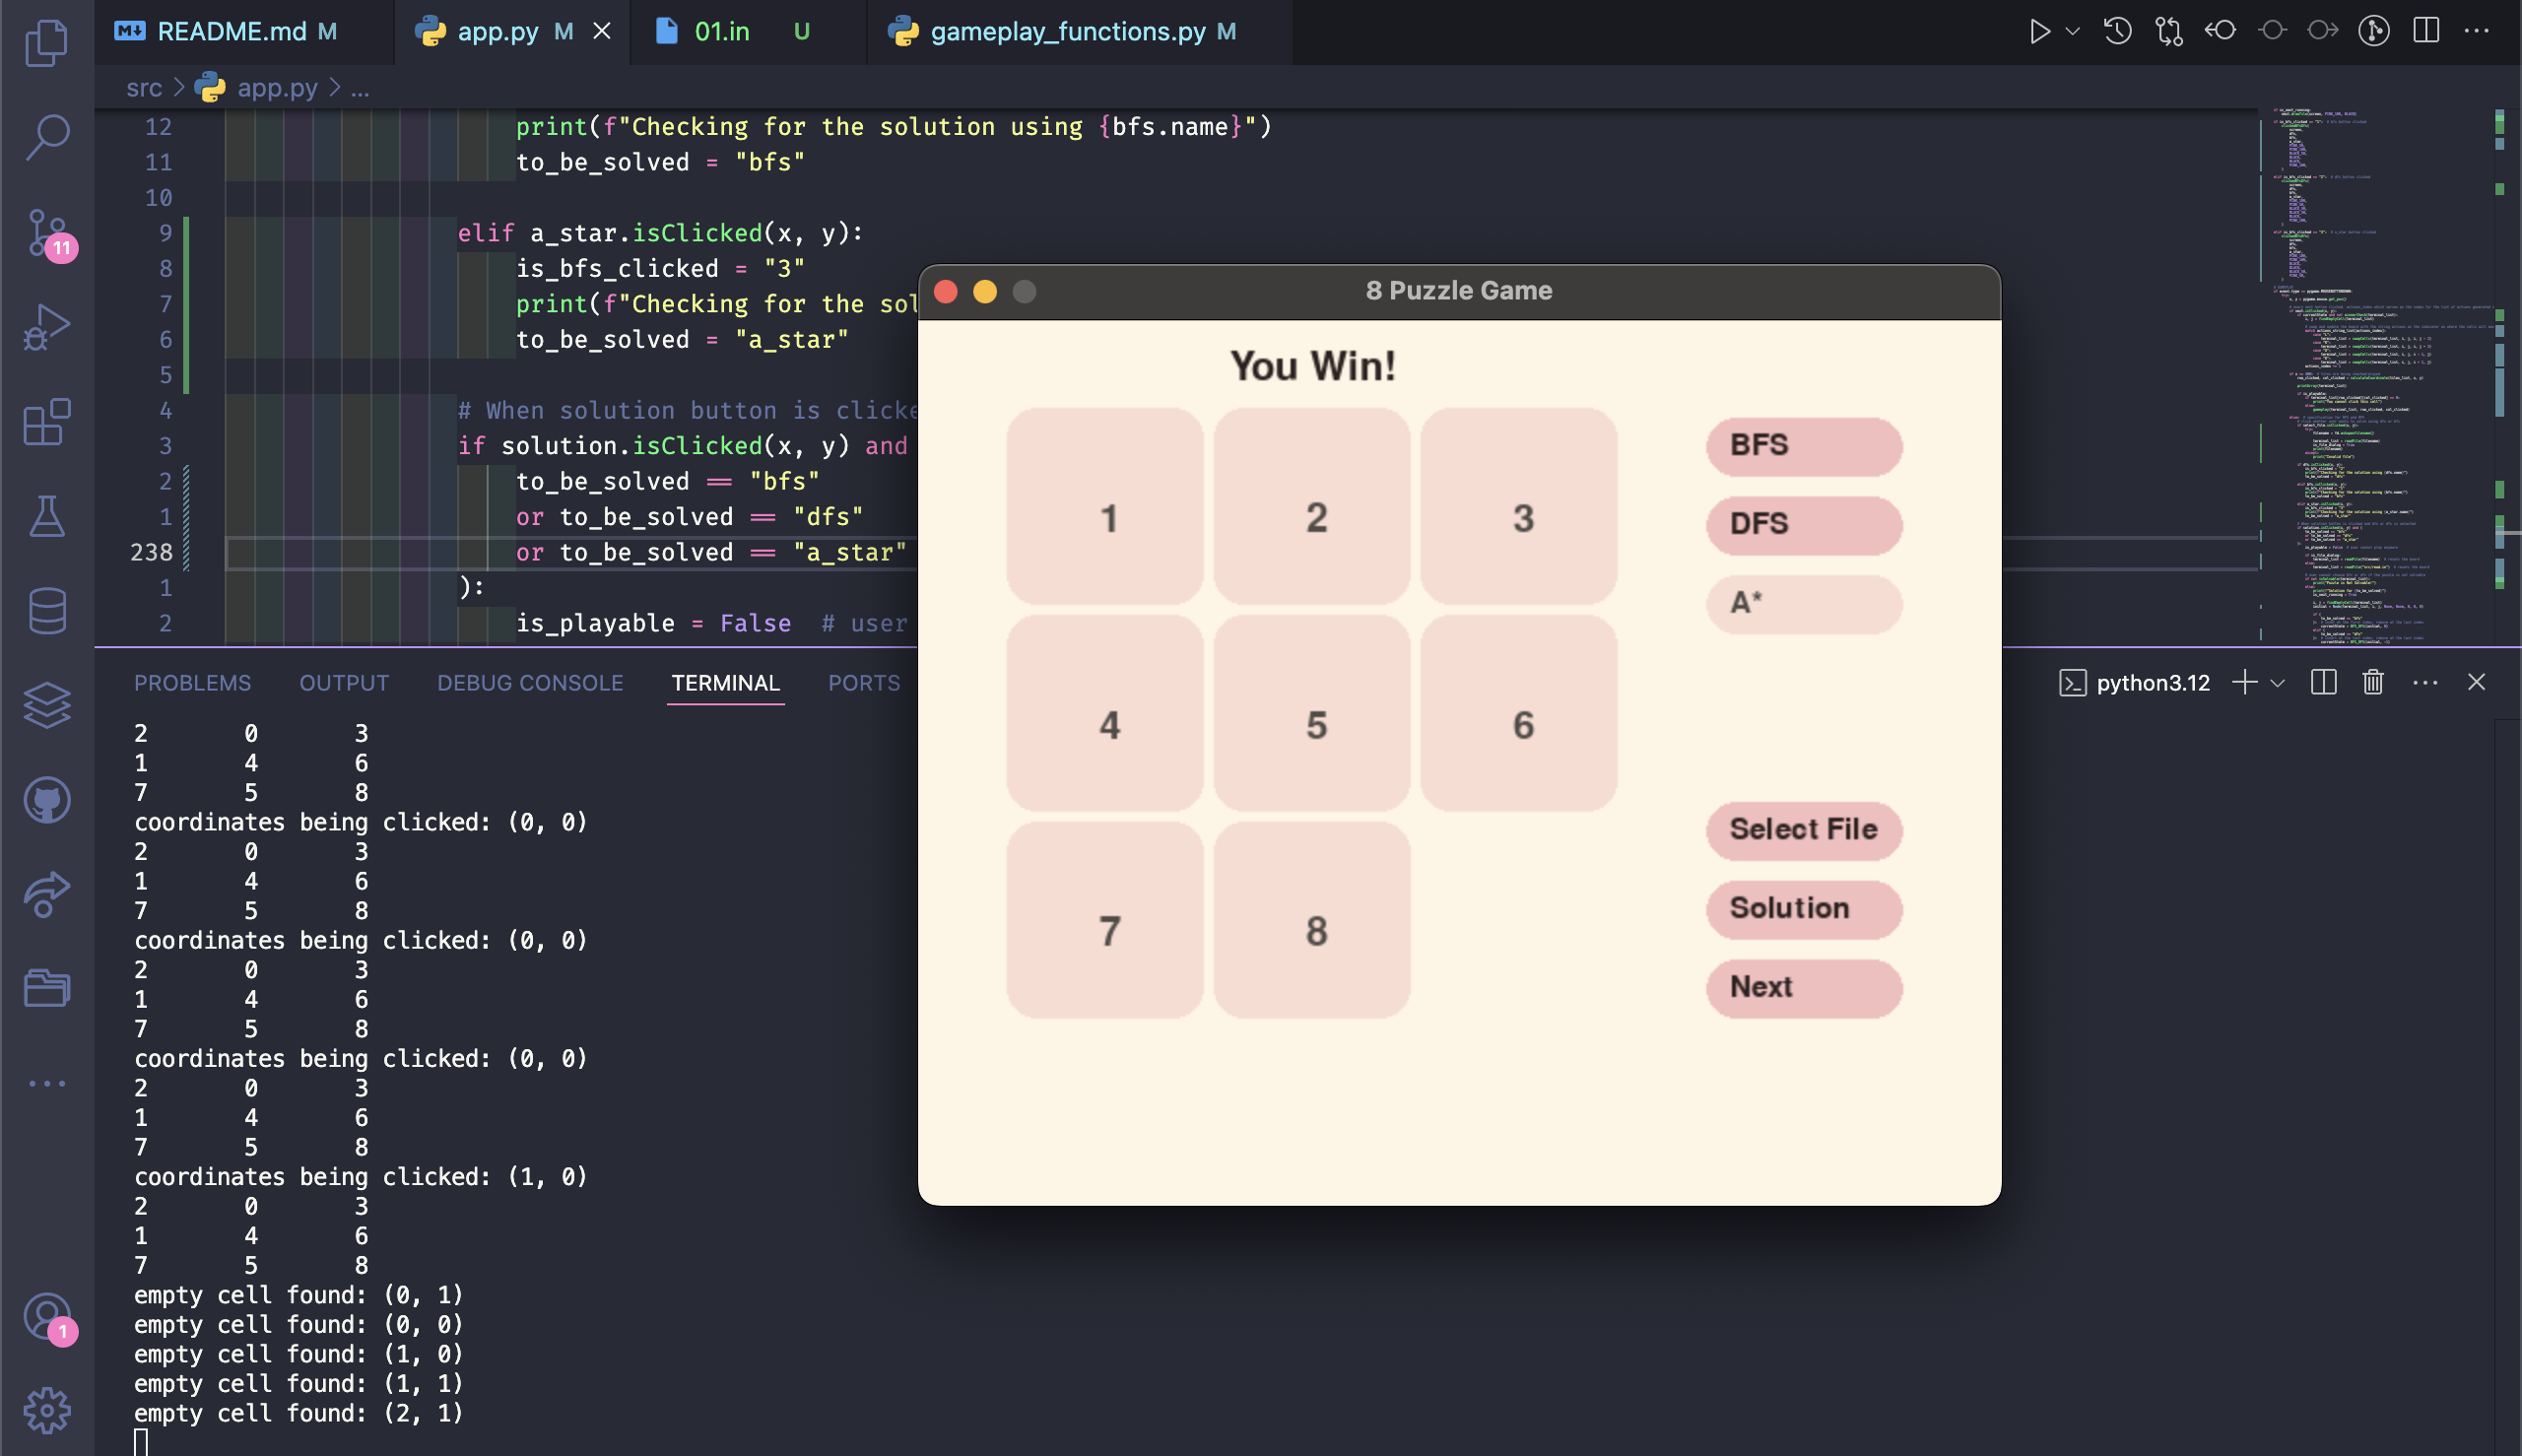 README.md M
app.py M
01.in U
gameplay_functions.py M
src > app.py > ...
12 print(f"Checking for the solution using {bfs.name}")
11 to_be_solved = "bfs"
10
9 elif a_star.isClicked(x, y):
8 is_bfs_clicked = "3"
7 print(f"Checking for the sol
6 to_be_solved = "a_star"
5
4 # When solution button is clicke
3 if solution.isClicked(x, y) and
2 to_be_solved == "bfs"
1 or to_be_solved == "dfs"
238 or to_be_solved == "a_star"
1 ):
2 is_playable = False # user
11
1
PROBLEMS OUTPUT DEBUG CONSOLE TERMINAL PORTS
python3.12
2 0 3
1 4 6
7 5 8
coordinates being clicked: (0, 0)
2 0 3
1 4 6
7 5 8
coordinates being clicked: (0, 0)
2 0 3
1 4 6
7 5 8
coordinates being clicked: (0, 0)
2 0 3
1 4 6
7 5 8
coordinates being clicked: (1, 0)
2 0 3
1 4 6
7 5 8
empty cell found: (0, 1)
empty cell found: (0, 0)
empty cell found: (1, 0)
empty cell found: (1, 1)
empty cell found: (2, 1)
8 Puzzle Game
You Win!
1 2 3
4 5 6
7 8
BFS
DFS
A*
Select File
Solution
Next